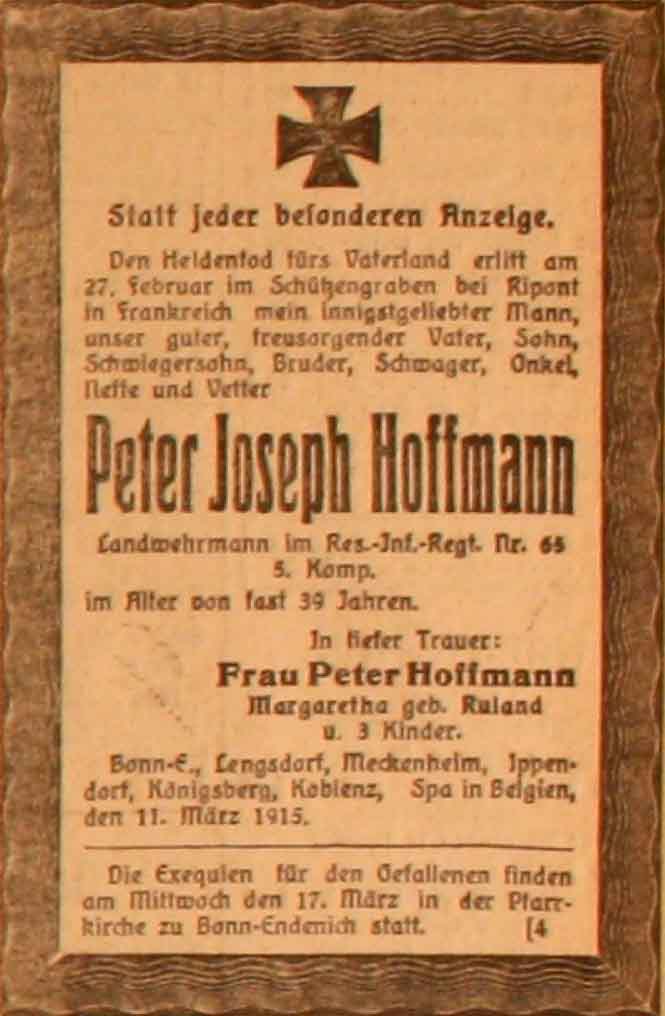 Statt jeder besonderen Anzeige.
Den Heldentod fürs Vaterland erlitt am
27. Februar im Schützengraben bei Ripont
in Frankreich mein innigstgeliebter Mann,
unser guter, treusorgender Vater, Sohn,
Schwiegersohn, Bruder, Schwager, Onkel,
Neffe und Vetter
Peter Joseph Hoffmann
Landwehrmann im Res.-Inf.-Regt. Nr. 65
5. Komp.
im Alter von fast 39 Jahren.
In tiefer Trauer:
Frau Peter Hoffmann
Margaretha geb. Ruland
u. 3 Kinder.
Bonn-E., Lengsdorf, Meckenheim, Ippen-
dorf, Königsberg, Koblenz, Spa in Belgien,
den 11. März 1915.
Die Exequien für den Gefallenen finden
am Mittwoch den 17. März in der Pfarr-
kirche zu Bonn-Endenich statt. [4